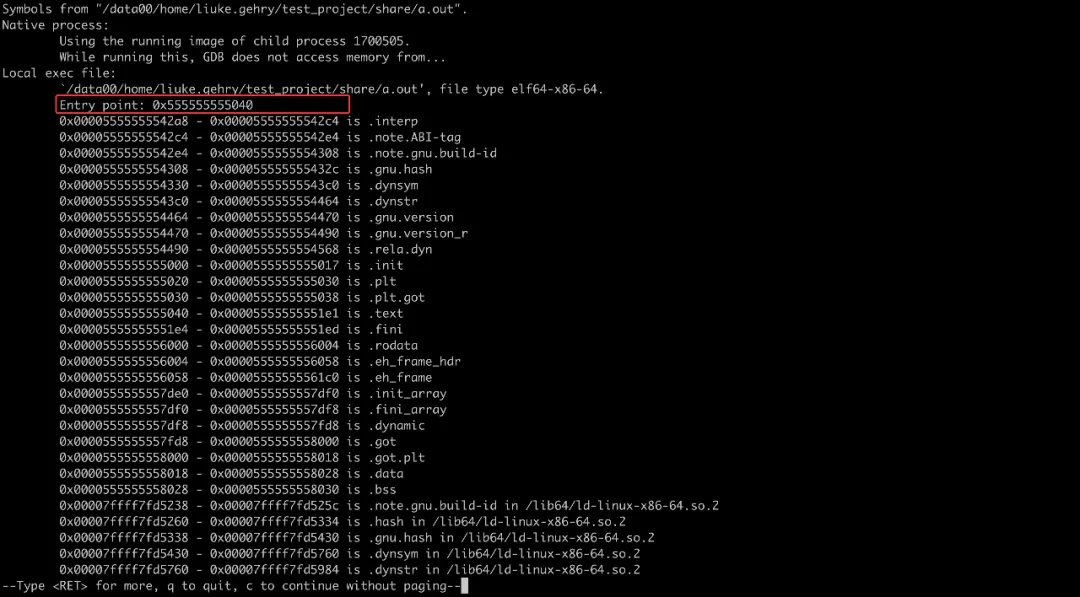 Symbols from "/data00/home/liuke.gehry/test_project/share/a.out".
Native process:
        Using the running image of child process 1700505.
        While running this, GDB does not access memory from...
Local exec file:
        `/data00/home/liuke.gehry/test_project/share/a.out', file type elf64-x86-64.
        Entry point: 0x555555555040
        0x00005555555542a8 - 0x00005555555542c4 is .interp
        0x00005555555542c4 - 0x00005555555542e4 is .note.ABI-tag
        0x00005555555542e4 - 0x0000555555554308 is .note.gnu.build-id
        0x0000555555554308 - 0x000055555555432c is .gnu.hash
        0x0000555555554330 - 0x00005555555543c0 is .dynsym
        0x00005555555543c0 - 0x0000555555554464 is .dynstr
        0x0000555555554464 - 0x0000555555554470 is .gnu.version
        0x0000555555554470 - 0x0000555555554490 is .gnu.version_r
        0x0000555555554490 - 0x0000555555554568 is .rela.dyn
        0x0000555555555000 - 0x0000555555555017 is .init
        0x0000555555555020 - 0x0000555555555030 is .plt
        0x0000555555555030 - 0x0000555555555038 is .plt.got
        0x0000555555555040 - 0x00005555555551e1 is .text
        0x00005555555551e4 - 0x00005555555551ed is .fini
        0x0000555555556000 - 0x0000555555556004 is .rodata
        0x0000555555556004 - 0x0000555555556058 is .eh_frame_hdr
        0x0000555555556058 - 0x00005555555561c0 is .eh_frame
        0x0000555555557de0 - 0x0000555555557df0 is .init_array
        0x0000555555557df0 - 0x0000555555557df8 is .fini_array
        0x0000555555557df8 - 0x0000555555557fd8 is .dynamic
        0x0000555555557fd8 - 0x0000555555558000 is .got
        0x0000555555558000 - 0x0000555555558018 is .got.plt
        0x0000555555558018 - 0x0000555555558028 is .data
        0x0000555555558028 - 0x0000555555558030 is .bss
        0x00007ffff7fd5238 - 0x00007ffff7fd525c is .note.gnu.build-id in /lib64/ld-linux-x86-64.so.2
        0x00007ffff7fd5260 - 0x00007ffff7fd5334 is .hash in /lib64/ld-linux-x86-64.so.2
        0x00007ffff7fd5338 - 0x00007ffff7fd5430 is .gnu.hash in /lib64/ld-linux-x86-64.so.2
        0x00007ffff7fd5430 - 0x00007ffff7fd5760 is .dynsym in /lib64/ld-linux-x86-64.so.2
        0x00007ffff7fd5760 - 0x00007ffff7fd5984 is .dynstr in /lib64/ld-linux-x86-64.so.2
--Type <RET> for more, q to quit, c to continue without paging--